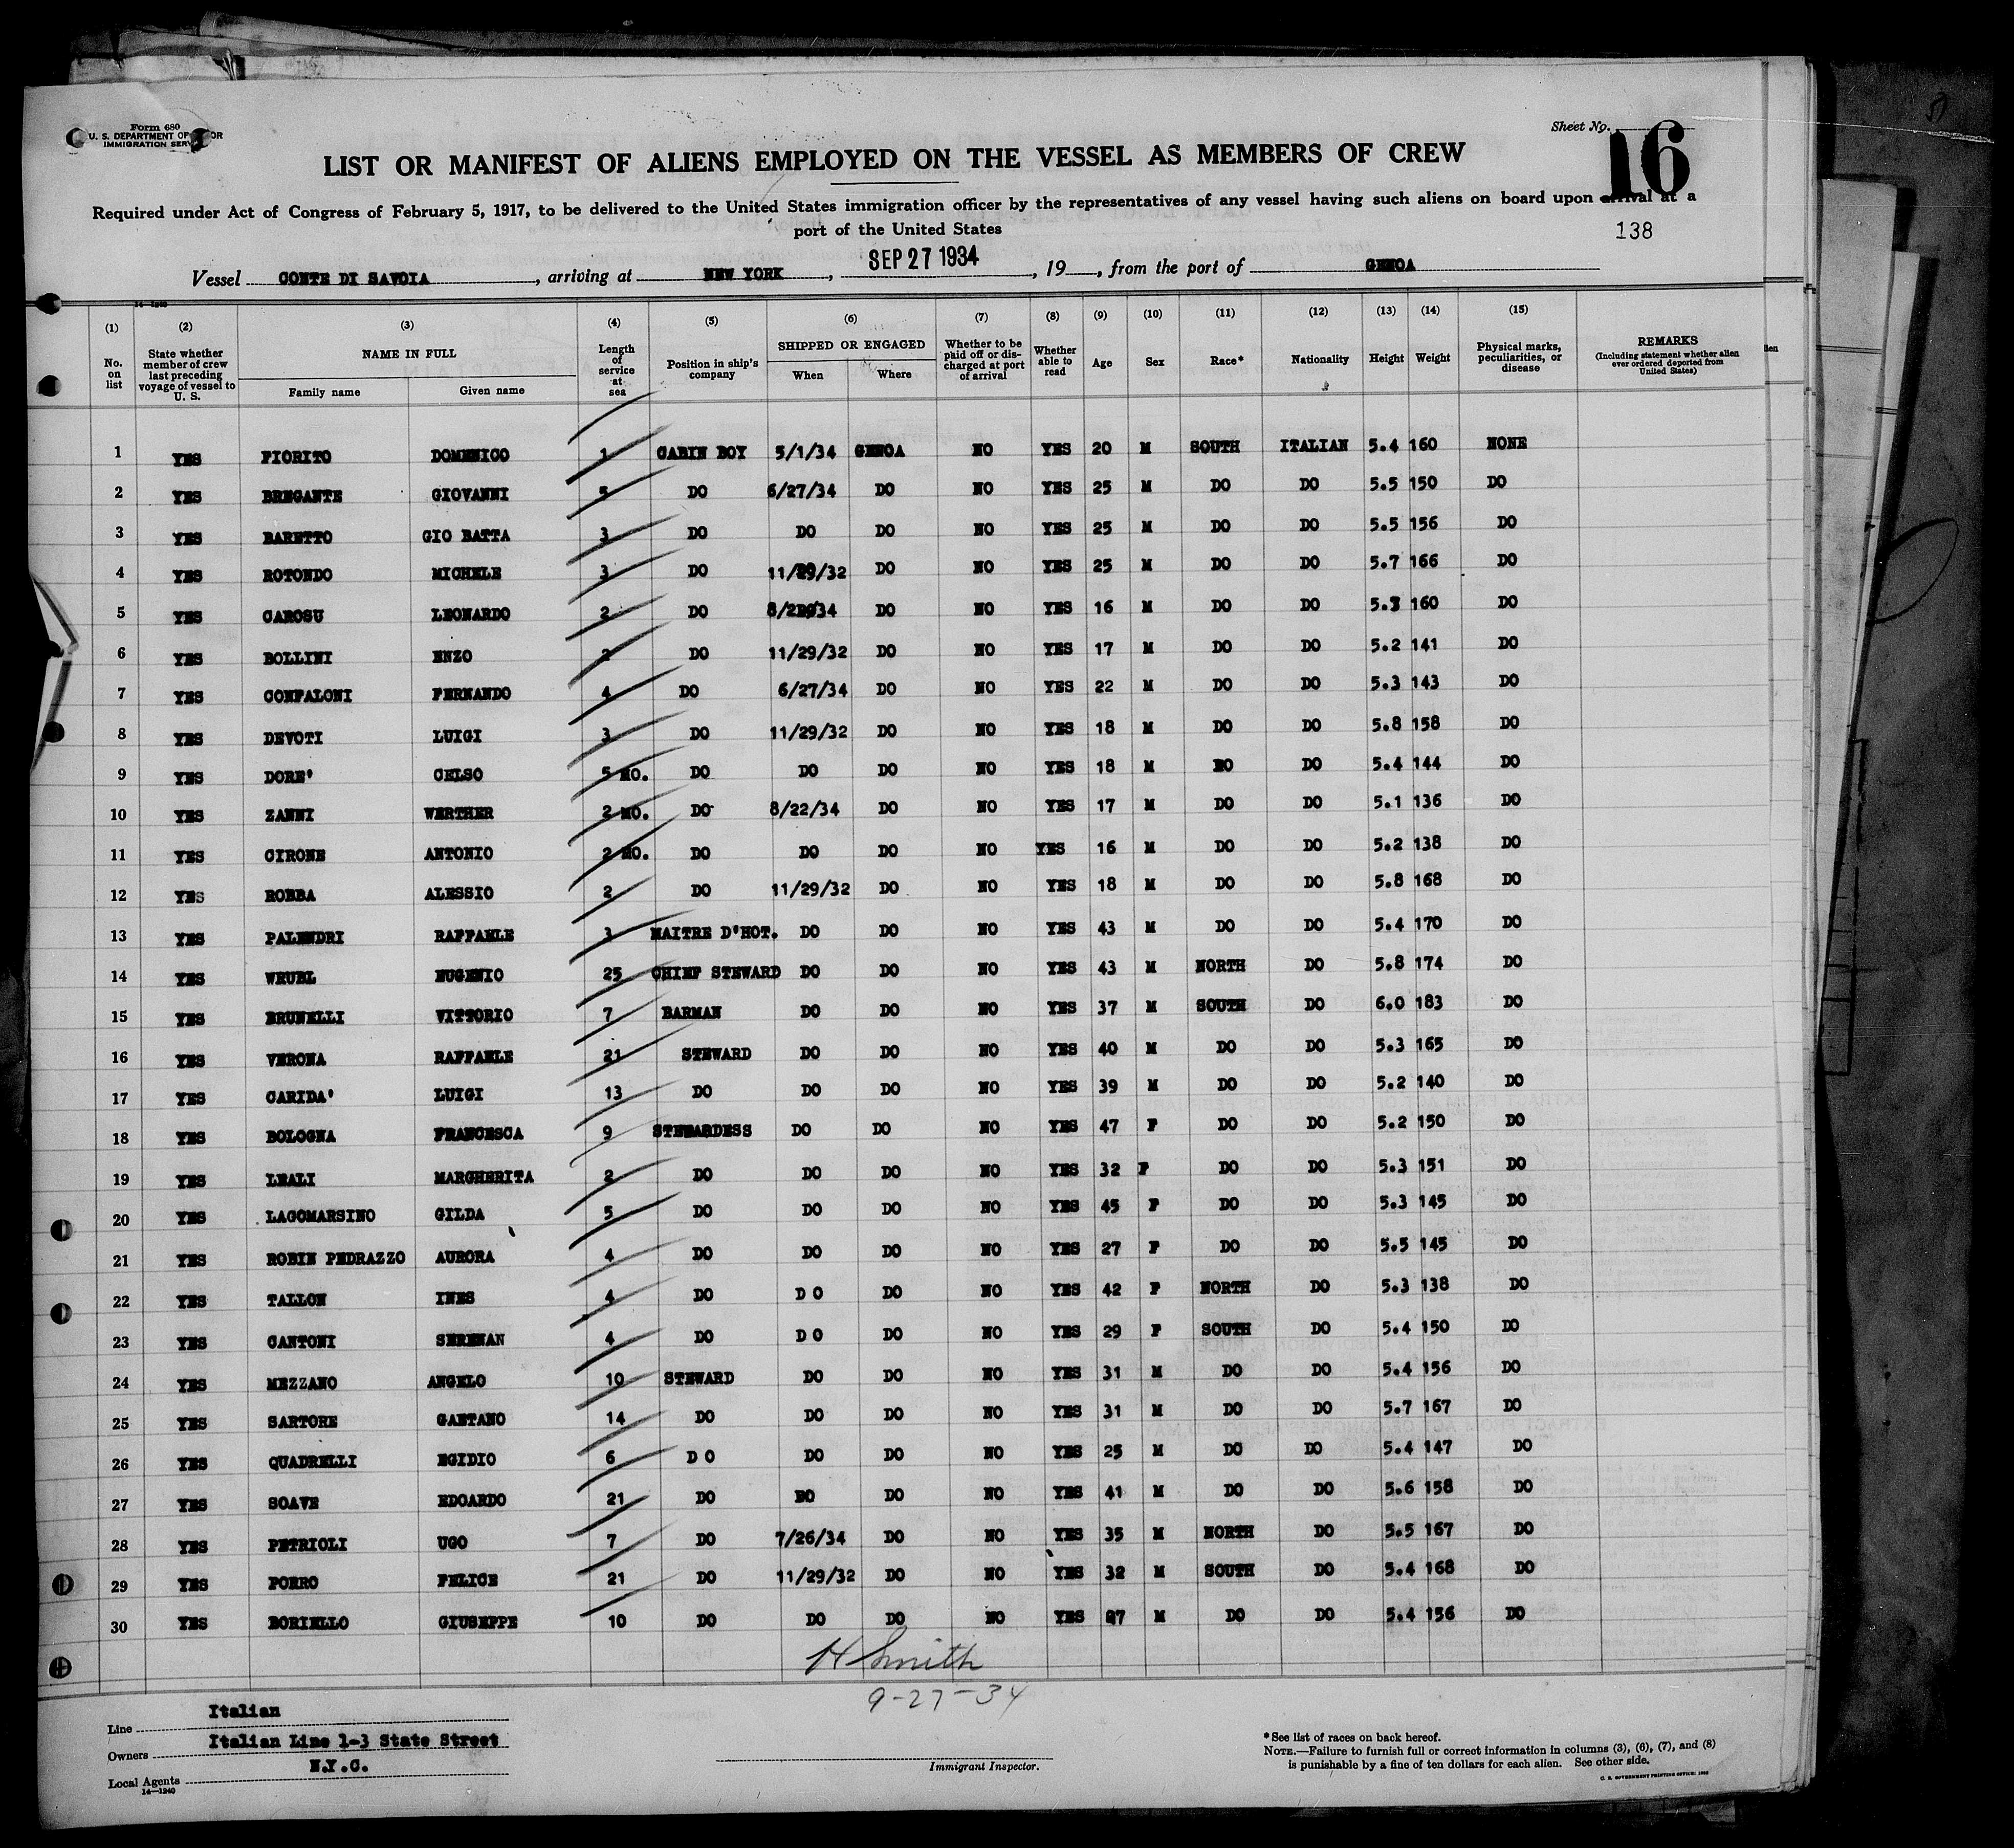 Form 680
U. S. DEPARTMENT OF LABOR
IMMIGRATION SERV
Sheet No. 16
LIST OR MANIFEST OF ALIENS EMPLOYED ON THE VESSEL AS MEMBERS OF CREW
Required under Act of Congress of February 5, 1917, to be delivered to the United States immigration officer by the representatives of any vessel having such aliens on board upon arrival at a
port of the United States
138
Vessel CONTE DI SAVOIA, arriving at NEW YORK, SEP 27 1934, 19, from the port of GENOA
14—1240
(1) (2) (3) (4) (5) (6) (7) (8) (9) (10) (11) (12) (13) (14) (15)
No. on list State whether member of crew last preceding voyage of vessel to U. S. NAME IN FULL Family name Given name Length of service at sea Position in ship's company SHIPPED OR ENGAGED When Where Whether to be paid off or discharged at port of arrival Whether able to read Age Sex Race* Nationality Height Weight Physical marks, peculiarities, or disease REMARKS (Including statement whether alien ever ordered deported from United States)
1 YES FIORITO DOMENICO 1 CABIN BOY 5/1/34 GENOA NO YES 20 M SOUTH ITALIAN 5.4 160 NONE
2 YES BREGANTE GIOVANNI 5 DO 6/27/34 DO NO YES 25 M DO DO 5.5 150 DO
3 YES BARETTO GIO BATTA 3 DO DO DO NO YES 25 M DO DO 5.5 156 DO
4 YES ROTONDO MICHELE 3 DO 11/29/32 DO NO YES 25 M DO DO 5.7 166 DO
5 YES CAROSU LEONARDO 2 DO DO NO YES 16 M DO DO 5.3 160 DO
6 YES BOLLINI ENZO 2 DO 11/29/32 DO NO YES 17 M DO DO 5.2 141 DO
7 YES CONFALONI FERNANDO 4 DO 6/27/34 DO NO YES 22 M DO DO 5.3 143 DO
8 YES DEVOTI LUIGI 3 DO 11/29/32 DO NO YES 18 M DO DO 5.8 158 DO
9 YES DORE' CELSO 5 MO. DO DO DO NO YES 18 M DO DO 5.4 144 DO
10 YES ZANNI WERTHER 2 MO. DO 8/22/34 DO NO YES 17 M DO DO 5.1 136 DO
11 YES CIRONE ANTONIO 2 MO. DO DO DO NO YES 16 M DO DO 5.2 138 DO
12 YES ROBBA ALESSIO 2 DO 11/29/32 DO NO YES 18 M DO DO 5.8 168 DO
13 YES PALENDRI RAFFAELE 3 MAITRE D'HOT. DO DO NO YES 43 M DO DO 5.4 170 DO
14 YES WRUBL EUGENIO 25 CHIEF STEWARD DO DO NO YES 43 M NORTH DO 5.8 174 DO
15 YES BRUNELLI VITTORIO 7 BARMAN DO DO NO YES 37 M SOUTH DO 6.0 183 DO
16 YES VERONA RAFFAELE 21 STEWARD DO DO NO YES 40 M DO DO 5.3 165 DO
17 YES CARIDA' LUIGI 13 DO DO DO NO YES 39 M DO DO 5.2 140 DO
18 YES BOLOGNA FRANCESCA 9 STEWARDESS DO DO NO YES 47 F DO DO 5.2 150 DO
19 YES LEALI MARGHERITA 2 DO DO DO NO YES 32 F DO DO 5.3 151 DO
20 YES LAGOMARSINO GILDA 5 DO DO DO NO YES 45 F DO DO 5.3 145 DO
21 YES ROBIN PEDRAZZO AURORA 4 DO DO DO NO YES 27 F DO DO 5.5 145 DO
22 YES TALLON INES 4 DO D O DO NO YES 42 F NORTH DO 5.3 138 DO
23 YES CANTONI SERENAN 4 DO D O DO NO YES 29 F SOUTH DO 5.4 150 DO
24 YES MEZZANO ANGELO 10 STEWARD DO DO NO YES 31 M DO DO 5.4 156 DO
25 YES SARTORE GAETANO 14 DO DO DO NO YES 31 M DO DO 5.7 167 DO
26 YES QUADRELLI EGIDIO 6 D O DO DO NO YES 25 M DO DO 5.4 147 DO
27 YES SOAVE EDOARDO 21 DO DO DO NO YES 41 M DO DO 5.6 158 DO
28 YES PETRIOLI UGO 7 DO 7/26/34 DO NO YES 35 M NORTH DO 5.5 167 DO
29 YES PORRO FELICE 21 DO 11/29/32 DO NO YES 32 M SOUTH DO 5.4 168 DO
30 YES BORIELLO GIUSEPPE 10 DO DO DO NO YES 27 M DO DO 5.4 156 DO
H Smith
9-27-34
Line Italian
Owners Italian Line 1-3 State Street
Local Agents N.Y.C.
14—1240
Immigrant Inspector.
*See list of races on back hereof.
NOTE.—Failure to furnish full or correct information in columns (3), (6), (7), and (8)
is punishable by a fine of ten dollars for each alien. See other side.
U. S. GOVERNMENT PRINTING OFFICE: 1932